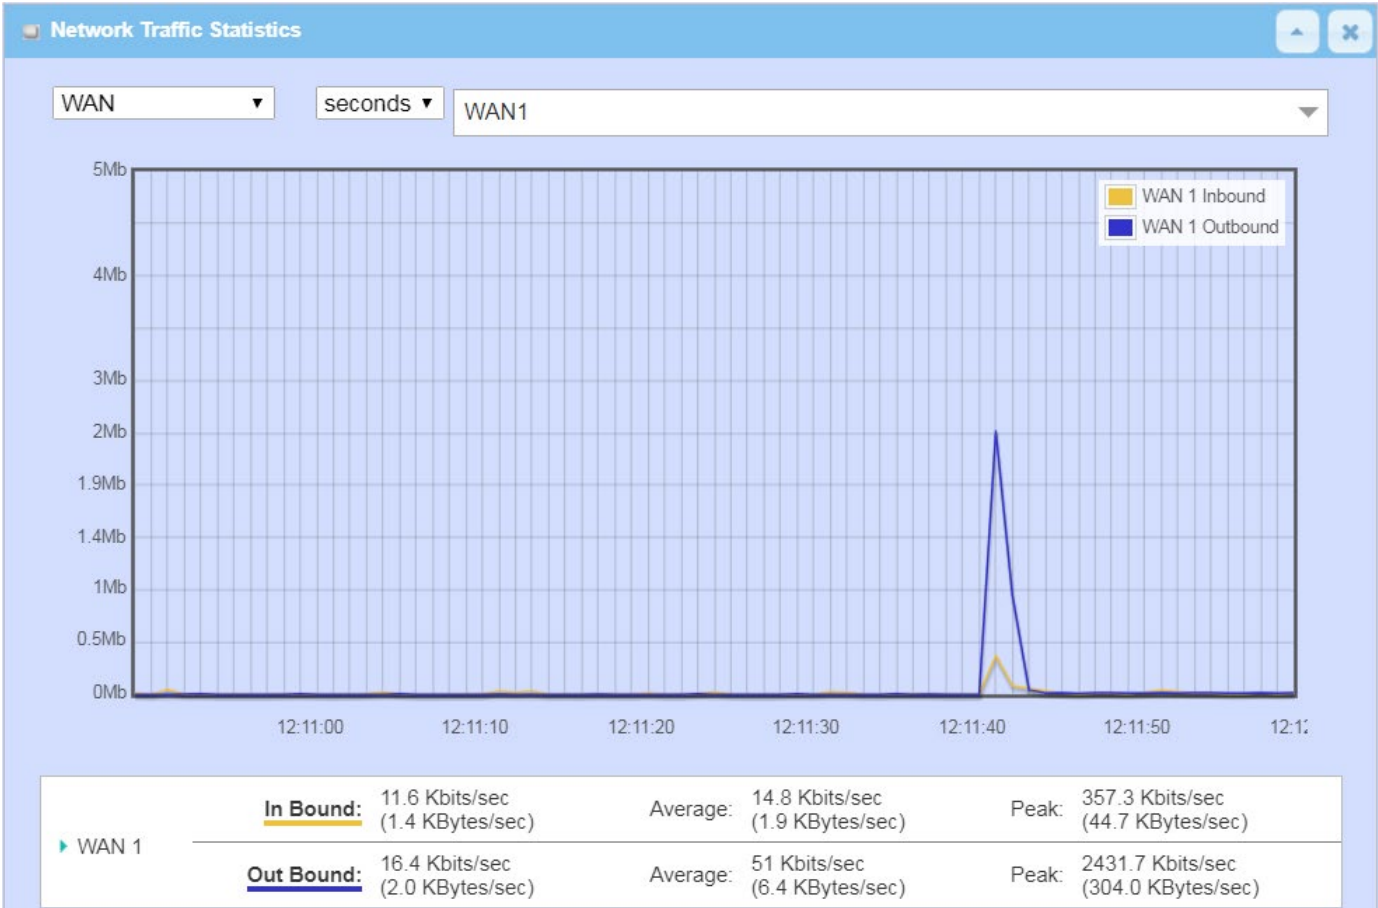 Network Traffic Statistics
WAN
seconds
WAN1
5Mb
4Mb
3Mb
2Mb
1.9Mb
1.4Mb
1Mb
0.5Mb
0Mb
WAN 1 Inbound
WAN 1 Outbound
12:11:00 12:11:10 12:11:20 12:11:30 12:11:40 12:11:50
WAN 1
In Bound: 11.6 Kbits/sec Average: 14.8 Kbits/sec Peak: 357.3 Kbits/sec
(1.4 KBytes/sec) (1.9 KBytes/sec) (44.7 KBytes/sec)
Out Bound: 16.4 Kbits/sec Average: 51 Kbits/sec Peak: 2431.7 Kbits/sec
(2.0 KBytes/sec) (6.4 KBytes/sec) (304.0 KBytes/sec)